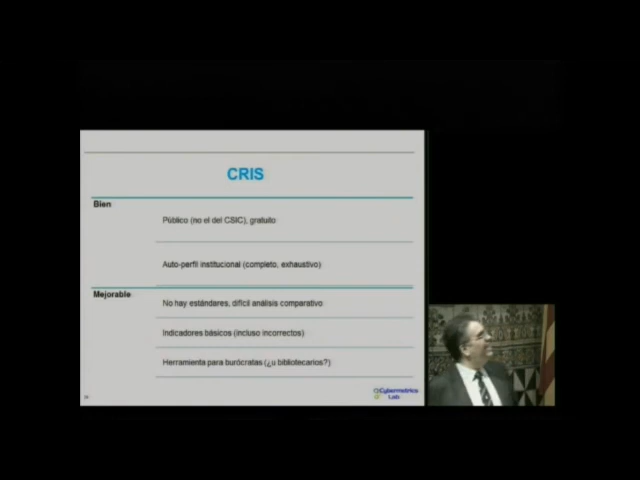 CRIS
Bien
Público (no el del CSIC), gratuito
Auto-perfil institucional (completo, exhaustivo)
Mejorable
No hay estándares, difícil análisis comparativo
Indicadores básicos (incluso incorrectos)
Herramienta para burócratas (¿u bibliotecarios?)
Cybermetrics
Lab